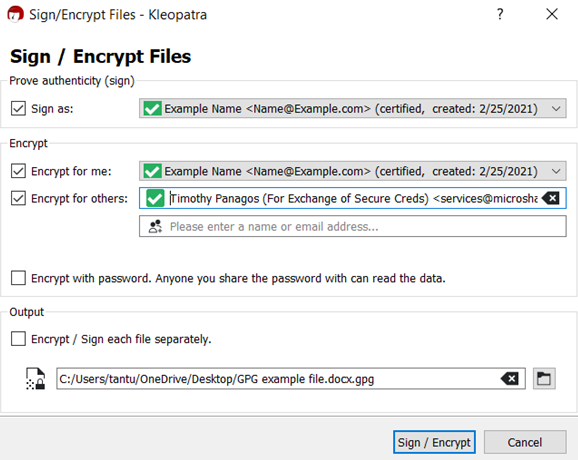 Sign/Encrypt Files - Kleopatra
Sign / Encrypt Files
Prove authenticity (sign)
Sign as: Example Name <Name@Example.com> (certified, created: 2/25/2021)
Encrypt
Encrypt for me: Example Name <Name@Example.com> (certified, created: 2/25/2021)
Encrypt for others: Timothy Panagos (For Exchange of Secure Creds) <services@microsha
Please enter a name or email address...
Encrypt with password. Anyone you share the password with can read the data.
Output
Encrypt / Sign each file separately.
C:/Users/tantu/OneDrive/Desktop/GPG example file.docx.gpg
Sign / Encrypt Cancel